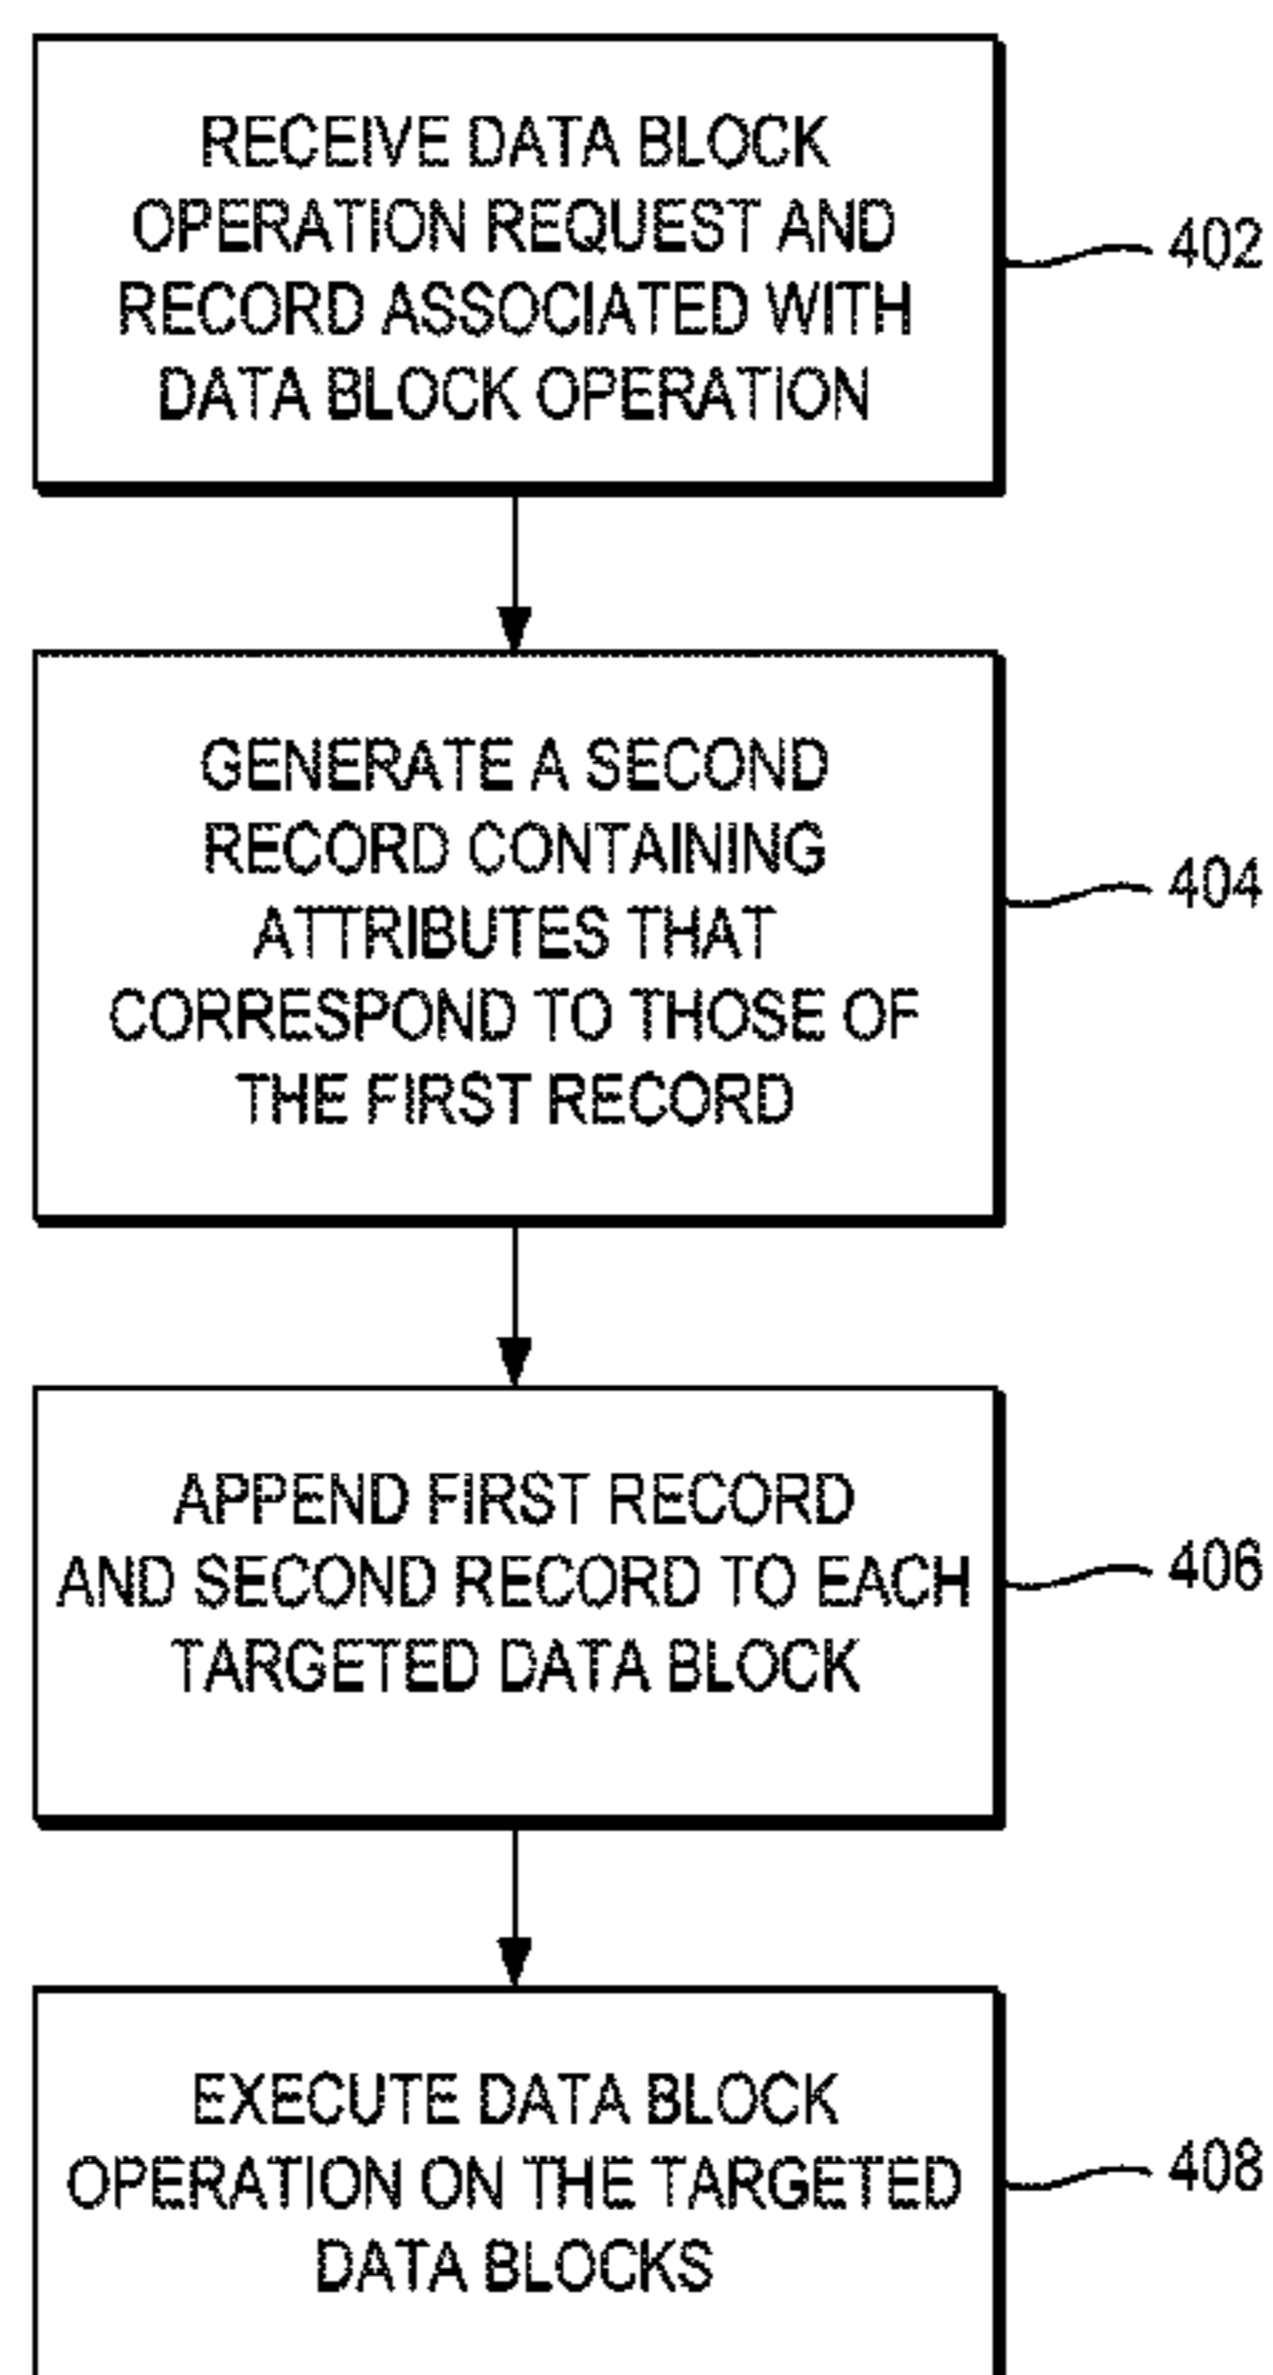 RECEIVE DATA BLOCK
OPERATION REQUEST AND
RECORD ASSOCIATED WITH
DATA BLOCK OPERATION
402
GENERATE A SECOND
RECORD CONTAINING
ATTRIBUTES THAT
CORRESPOND TO THOSE OF
THE FIRST RECORD
404
APPEND FIRST RECORD
AND SECOND RECORD TO EACH
TARGETED DATA BLOCK
406
EXECUTE DATA BLOCK
OPERATION ON THE TARGETED
DATA BLOCKS
408